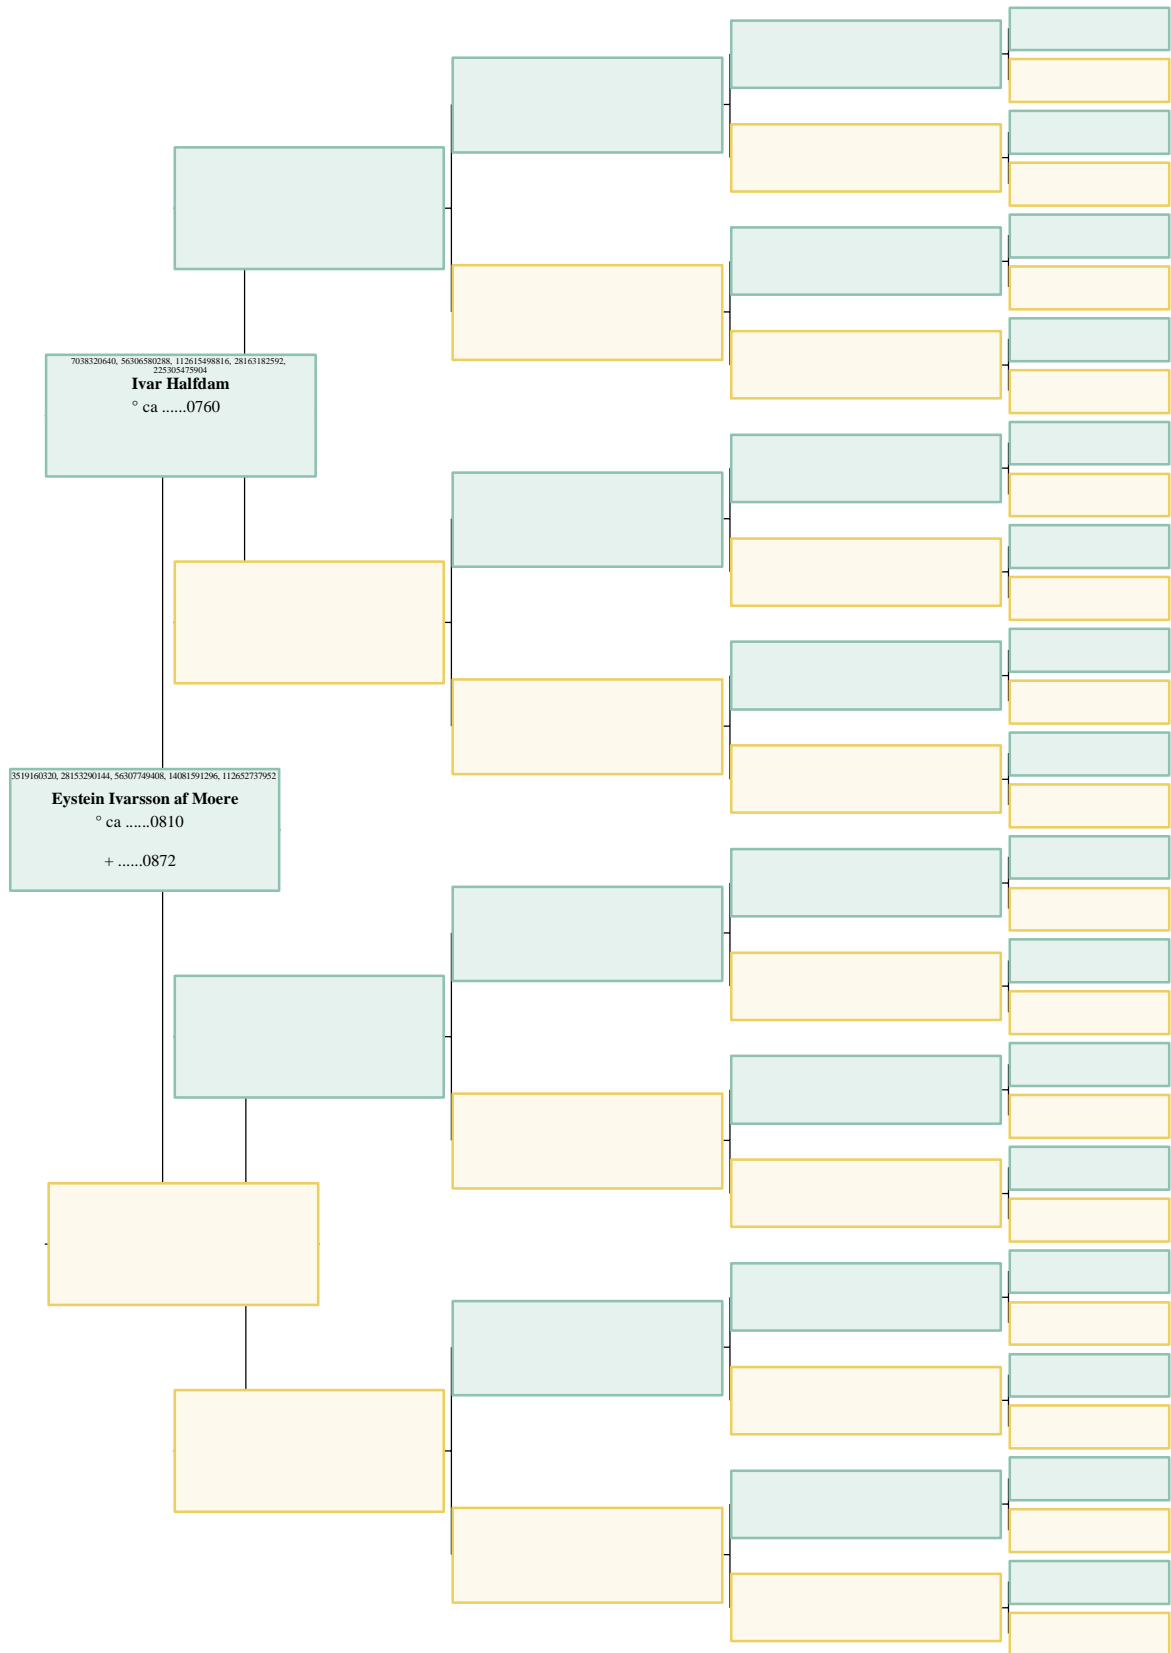 7038320640, 56306580288, 112615498816, 28163182592,
225305475904
Ivar Halfdam
° ca ......0760
3519160320, 28153290144, 56307749408, 14081591296, 112652737952
Eystein Ivarsson af Moere
° ca ......0810
+ ......0872